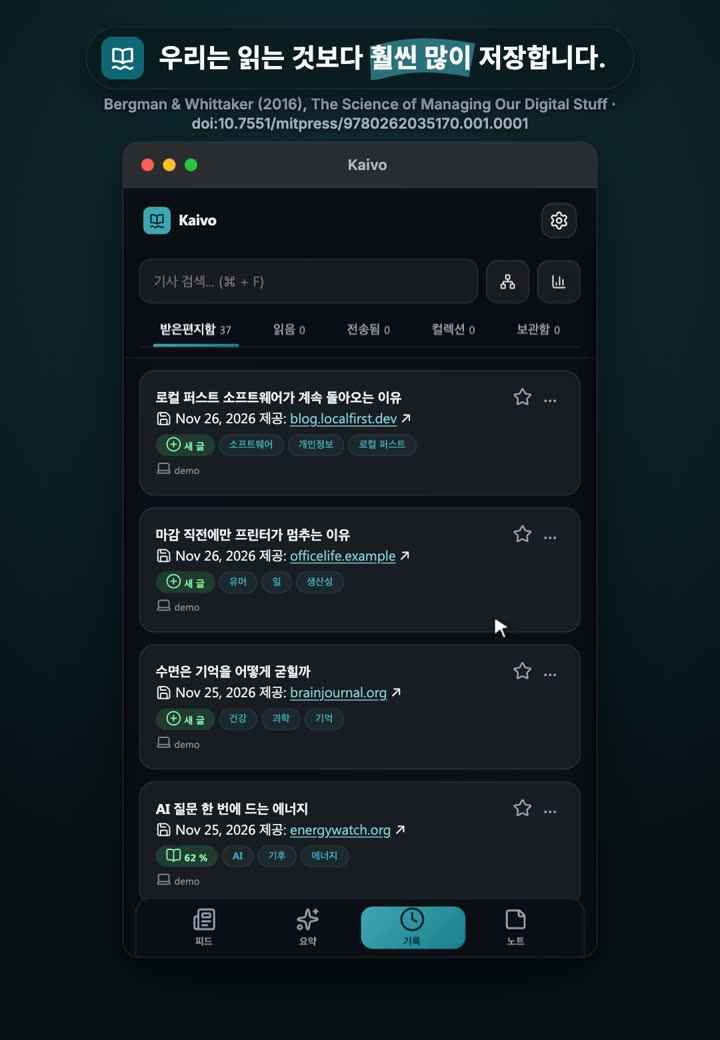 우리는 읽는 것보다 훨씬 많이 저장합니다.
Bergman & Whittaker (2016), The Science of Managing Our Digital Stuff ·
doi:10.7551/mitpress/9780262035170.001.0001
Kaivo
Kaivo
기사 검색... (⌘ + F)
받은편지함 37 읽음 0 전송됨 0 컬렉션 0 보관함 0
로컬 퍼스트 소프트웨어가 계속 돌아오는 이유
Nov 26, 2026 제공: blog.localfirst.dev ↗
새 글 소프트웨어 개인정보 로컬 퍼스트
demo
마감 직전에만 프린터가 멈추는 이유
Nov 26, 2026 제공: officelife.example ↗
새 글 유머 일 생산성
demo
수면은 기억을 어떻게 굳힐까
Nov 25, 2026 제공: brainjournal.org ↗
새 글 건강 과학 기억
demo
AI 질문 한 번에 드는 에너지
Nov 25, 2026 제공: energywatch.org ↗
62 % AI 기후 에너지
demo
피드 요약 기록 노트